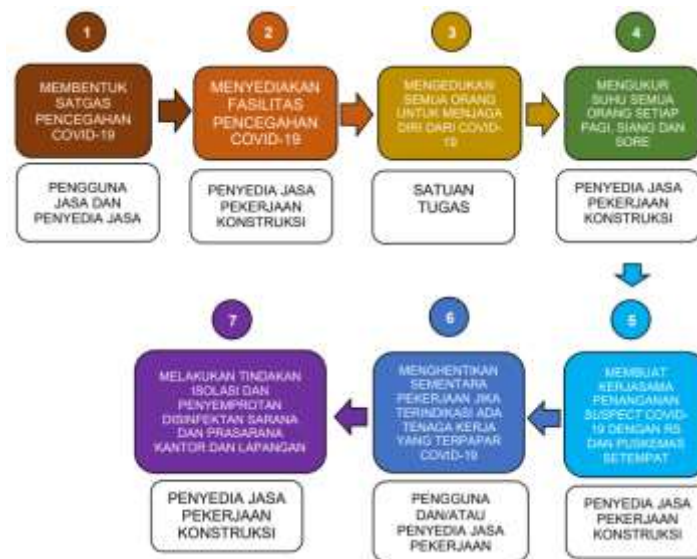 1
MEMBENTUK
SATGAS
PENCEGAHAN
COVID-19
PENGGUNA
JASA DAN
PENYEDIA JASA
2
MENYEDIAKAN
FASILITAS
PENCEGAHAN
COVID-19
PENYEDIA JASA
PEKERJAAN
KONSTRUKSI
3
MENGEDUKASI
SEMUA ORANG
UNTUK MENJAGA
DIRI DARI COVID-
19
SATUAN
TUGAS
4
MENGUKUR
SUHU SEMUA
ORANG SETIAP
PAGI, SIANG DAN
SORE
PENYEDIA JASA
PEKERJAAN
KONSTRUKSI
5
MEMBUAT
KERJASAMA
PENANGANAN
SUSPECT COVID-
19 DENGAN RS
DAN PUSKEMAS
SETEMPAT
PENYEDIA JASA
PEKERJAAN
KONSTRUKSI
6
MENGHENTIKAN
SEMENTARA
PEKERJAAN JIKA
TERINDIKASI ADA
TENAGA KERJA
YANG TERPAPAR
COVID-19
PENGGUNA
DAN/ATAU
PENYEDIA JASA
PEKERJAAN
7
MELAKUKAN TINDAKAN
ISOLASI DAN
PENYEMPROTAN
DISINFEKTAN SARANA
DAN PRASARANA
KANTOR DAN LAPANGAN
PENYEDIA JASA
PEKERJAAN
KONSTRUKSI